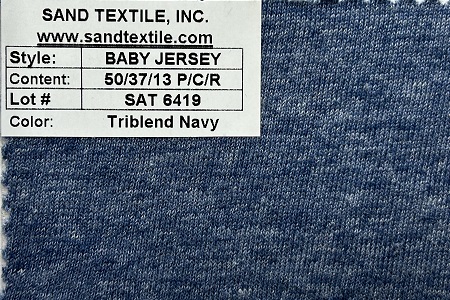 SAND TEXTILE, INC.
www.sandtextile.com
Style: BABY JERSEY
Content: 50/37/13 P/C/R
Lot # SAT 6419
Color: Triblend Navy